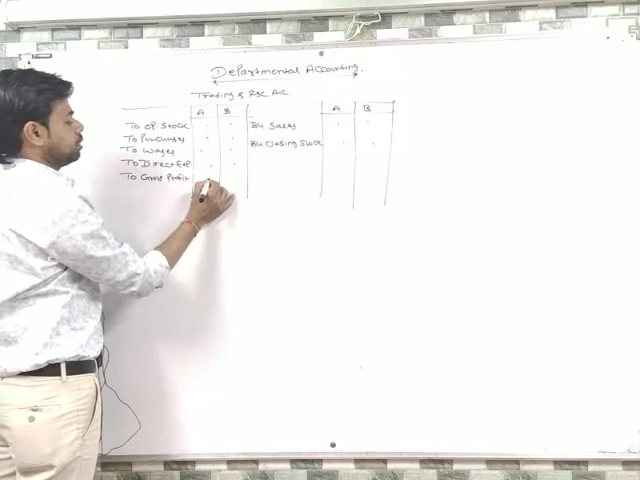 Departmental Accounting.
Trading & P&L A/C
A B A B
To OP. Stock By Sales
To Purchases By Closing Stock
To Wages
To Direct Exp
To Gross Profit